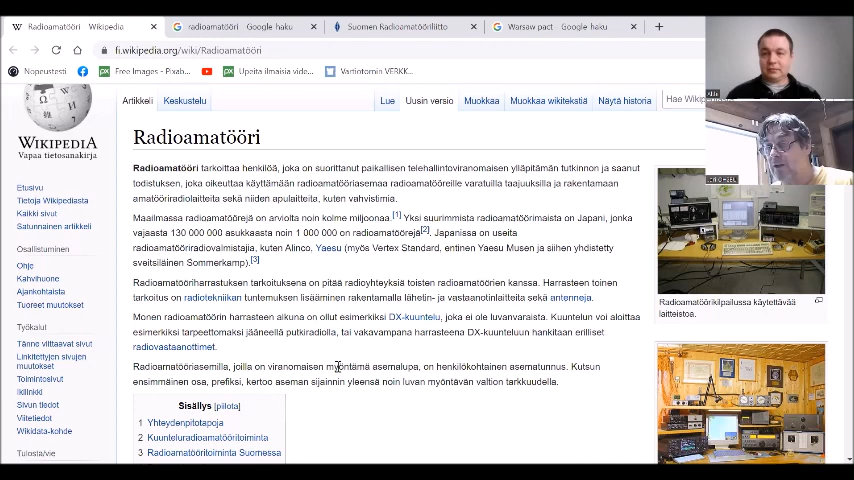 Radioamatööri – Wikipedia
radioamatööri - Google haku
Suomen Radioamatööriliitto
Warsaw pact - Google haku
fi.wikipedia.org/wiki/Radioamatööri
Nopeustesti
Free Images - Pixab...
Upeita ilmaisia video...
Vartiotornin VERKK...
WIKIPEDIA
Vapaa tietosanakirja
Etusivu
Tietoja Wikipediasta
Kaikki sivut
Satunnainen artikkeli
Osallistuminen
Ohje
Kahvihuone
Ajankohtaista
Tuoreet muutokset
Työkalut
Tänne viittaavat sivut
Linkitettyjen sivujen
muutokset
Toimintosivut
Sivun tiedot
Viitetiedot
Wikidata-kohde
Tulosta/vie
Artikkeli
Keskustelu
Lue
Uusin versio
Muokkaa
Muokkaa wikitekstiä
Näytä historia
Radioamatööri
Radioamatööri tarkoittaa henkilöä, joka on suorittanut paikallisen telehallintoviranomaisen ylläpitämän tutkinnon ja saanut
todistuksen, joka oikeuttaa käyttämään radioamatööriasemaa radioamatööreille varatuilla taajuuksilla ja rakentamaan
amatööriradiolaitteita sekä niiden apulaitteita, kuten vahvistimia.
Maailmassa radioamatöörejä on arviolta noin kolme miljoonaa.[1] Yksi suurimmista radioamatöörimaista on Japani, jonka
vajaasta 130 000 000 asukkaasta noin 1 000 000 on radioamatöörejä[2]. Japanissa on useita
radioamatööriradiovalmistajia, kuten Alinco, Yaesu (myös Vertex Standard, entinen Yaesu Musen ja siihen yhdistetty
sveitsiläinen Sommerkamp).[3]
Radioamatööriharrastuksen tarkoituksena on pitää radioyhteyksiä toisten radioamatöörien kanssa. Harrasteen toinen
tarkoitus on radiotekniikan tuntemuksen lisääminen rakentamalla lähetin- ja vastaanotinlaitteita sekä antenneja.
Monen radioamatöörin harrasteen alkuna on ollut esimerkiksi DX-kuuntelu, joka ei ole luvanvaraista. Kuuntelun voi aloittaa
esimerkiksi tarpeettomaksi jääneellä putkiradiolla, tai vakavampana harrasteena DX-kuunteluun hankitaan erilliset
radiovastaanottimet.
Radioamatööriasemilla, joilla on viranomaisen myöntämä asemalupa, on henkilökohtainen asematunnus. Kutsun
ensimmäinen osa, prefiksi, kertoo aseman sijainnin yleensä noin luvan myöntävän valtion tarkkuudella.
Sisällys [piilota]
1 Yhteydenpitotapoja
2 Kuunteluradioamatööritoiminta
3 Radioamatööritoiminta Suomessa
Radioamatöörikilpailussa käytettävää
laitteistoa.